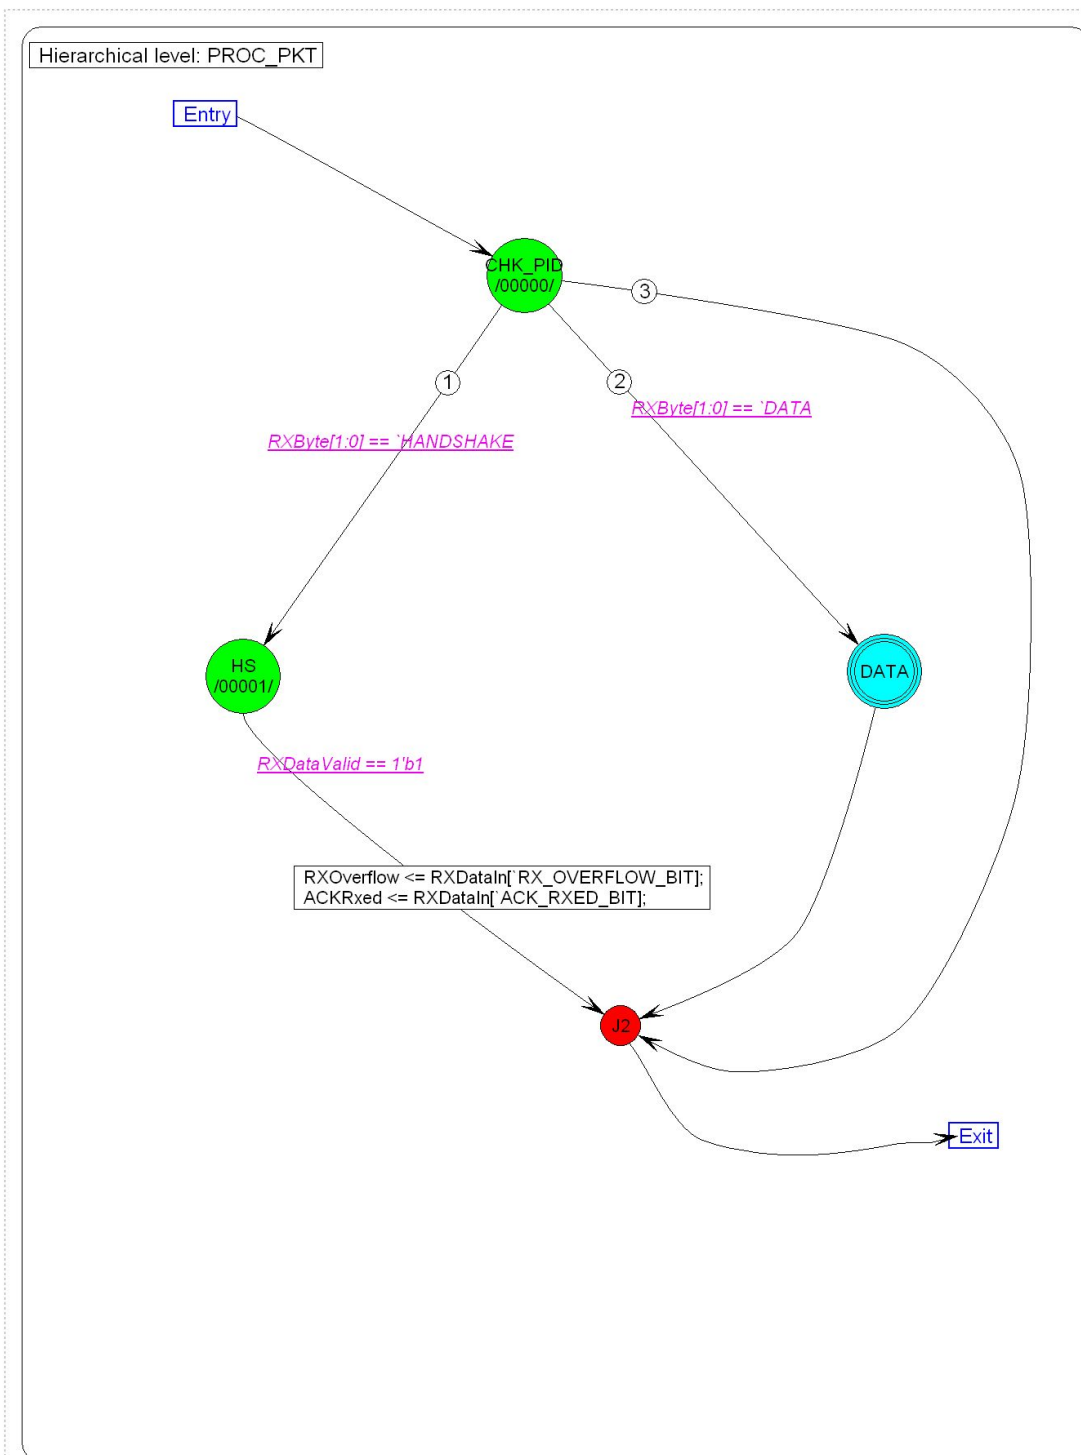 Hierarchical level: PROC_PKT
Entry
CHK_PID
/00000/
3
1
2
RXByte[1:0] == `DATA
RXByte[1:0] == `HANDSHAKE
HS
/00001/
DATA
RXDataValid == 1'b1
RXOverflow <= RXDataIn[`RX_OVERFLOW_BIT];
ACKRxed <= RXDataIn[`ACK_RXED_BIT];
J2
Exit